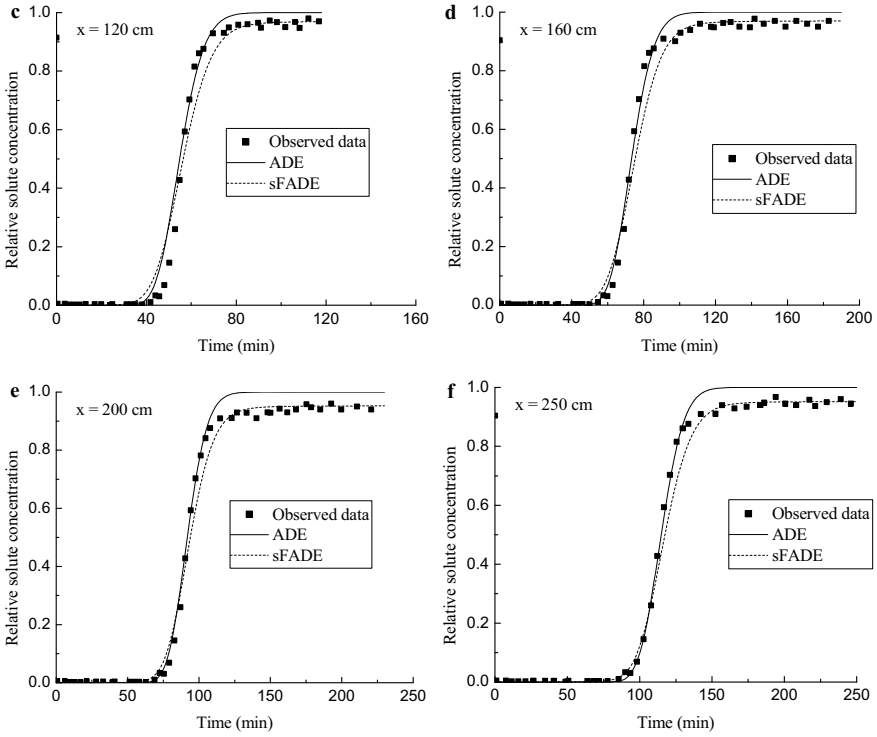 c
x = 120 cm
Relative solute concentration
1.0
0.8
0.6
0.4
0.2
0.0
Observed data
ADE
sFADE
0 40 80 120 160
Time (min)
d
x = 160 cm
Relative solute concentration
1.0
0.8
0.6
0.4
0.2
0.0
Observed data
ADE
sFADE
0 40 80 120 160 200
Time (min)
e
x = 200 cm
Relative solute concentration
1.0
0.8
0.6
0.4
0.2
0.0
Observed data
ADE
sFADE
0 50 100 150 200 250
Time (min)
f
x = 250 cm
Relative solute concentration
1.0
0.8
0.6
0.4
0.2
0.0
Observed data
ADE
sFADE
0 50 100 150 200 250
Time (min)